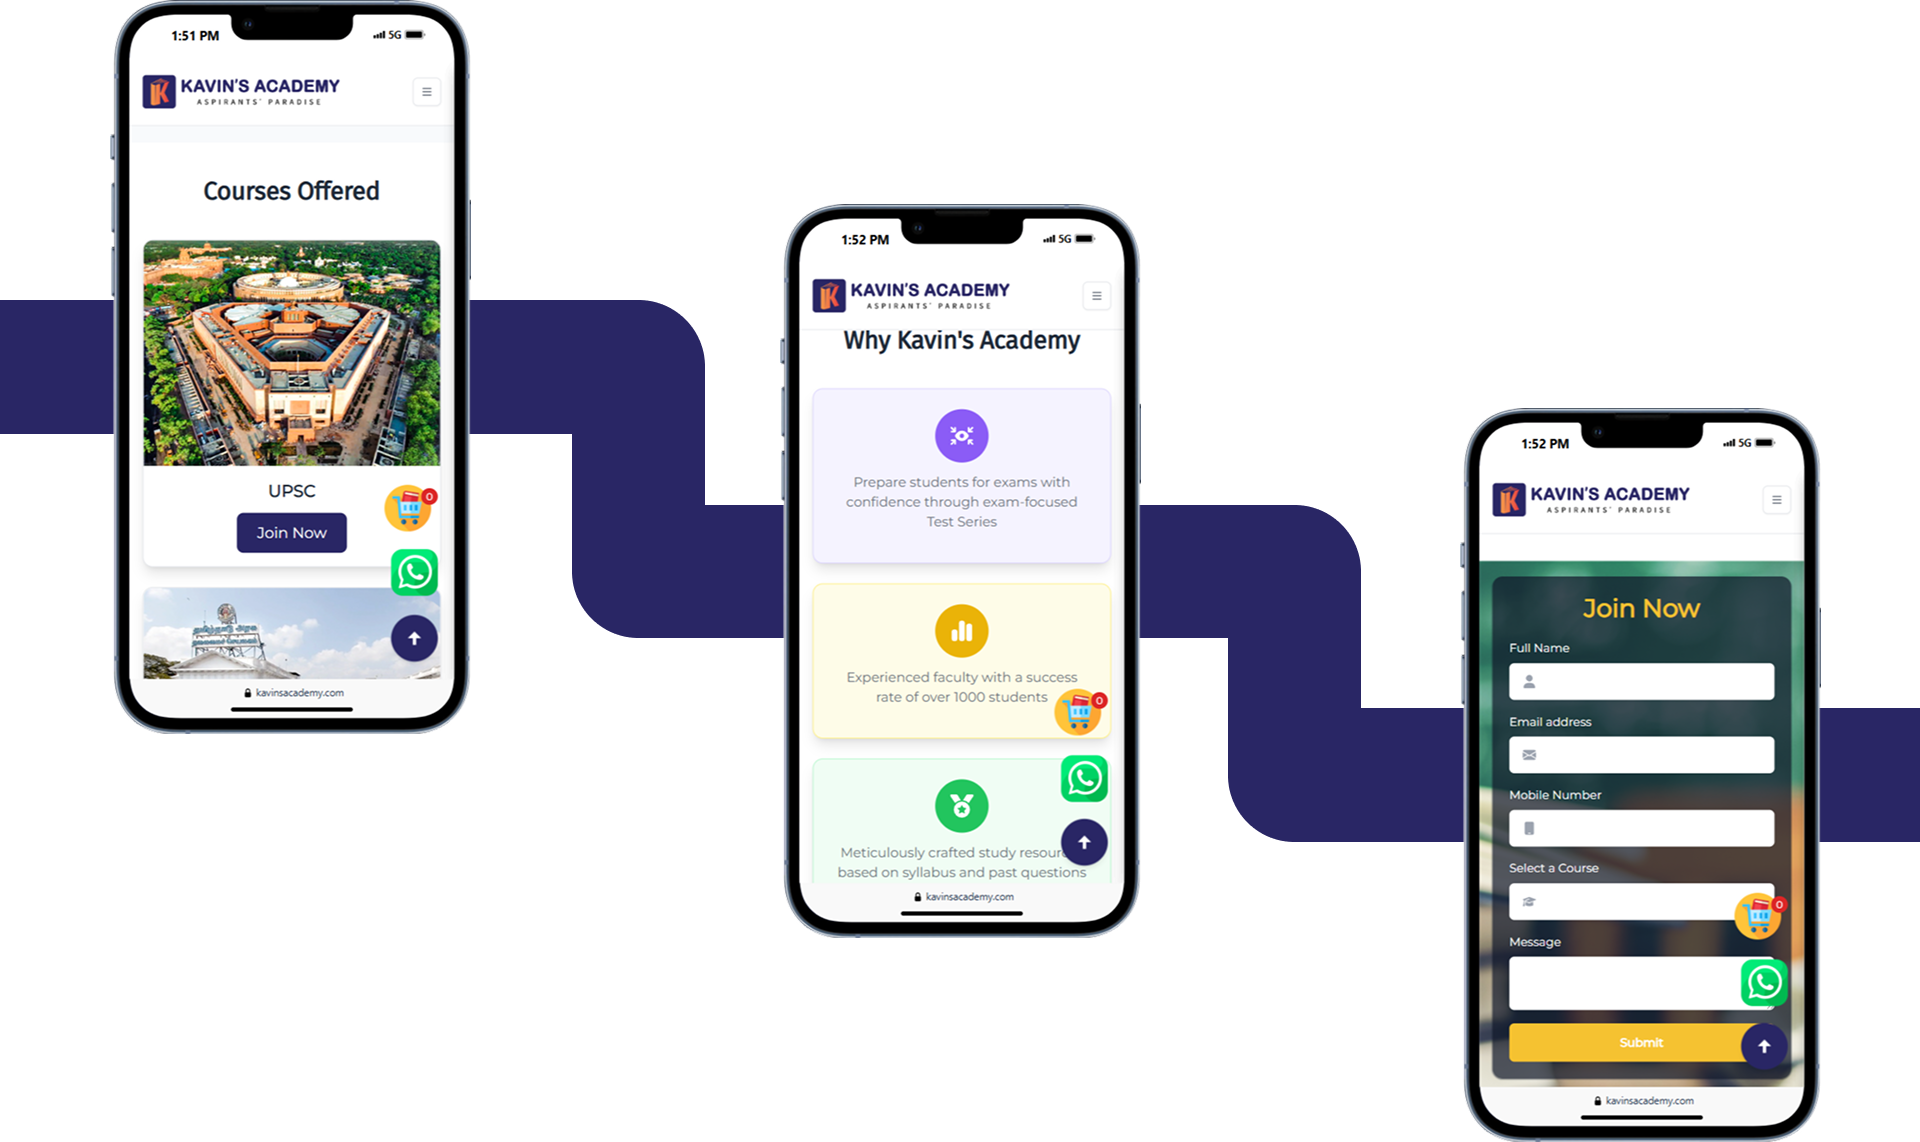 1:51 PM
5G
KAVIN'S ACADEMY
ASPIRANTS' PARADISE
Courses Offered
UPSC
0
Join Now
kavinsacademy.com
1:52 PM
5G
KAVIN'S ACADEMY
ASPIRANTS' PARADISE
Why Kavin's Academy
Prepare students for exams with
confidence through exam-focused
Test Series
Experienced faculty with a success
rate of over 1000 students
0
Meticulously crafted study
based on syllabus and past questions
kavinsacademy.com
1:52 PM
5G
KAVIN'S ACADEMY
ASPIRANTS' PARADISE
Join Now
Full Name
Email address
Mobile Number
Select a Course
0
Message
Submit
kavinsacademy.com